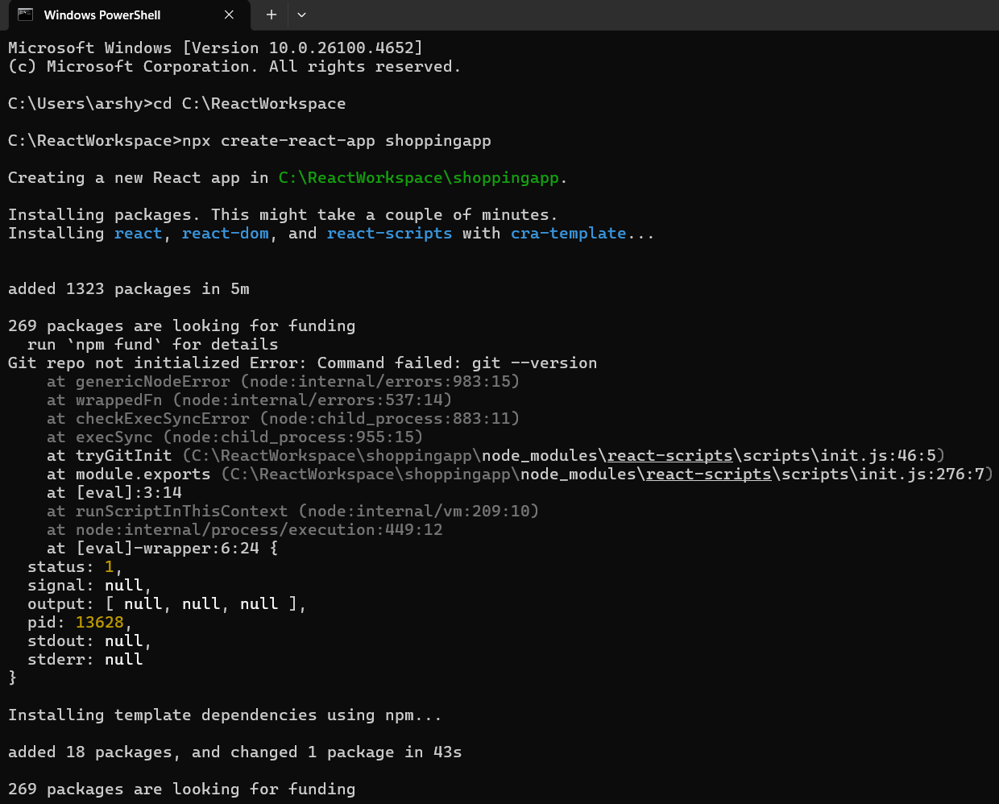 Windows PowerShell
Microsoft Windows [Version 10.0.26100.4652]
(c) Microsoft Corporation. All rights reserved.
C:\Users\arshy>cd C:\ReactWorkspace
C:\ReactWorkspace>npx create-react-app shoppingapp
Creating a new React app in C:\ReactWorkspace\shoppingapp.
Installing packages. This might take a couple of minutes.
Installing react, react-dom, and react-scripts with cra-template...
added 1323 packages in 5m
269 packages are looking for funding
  run `npm fund` for details
Git repo not initialized Error: Command failed: git --version
    at genericNodeError (node:internal/errors:983:15)
    at wrappedFn (node:internal/errors:537:14)
    at checkExecSyncError (node:child_process:883:11)
    at execSync (node:child_process:955:15)
    at tryGitInit (C:\ReactWorkspace\shoppingapp\node_modules\react-scripts\scripts\init.js:46:5)
    at module.exports (C:\ReactWorkspace\shoppingapp\node_modules\react-scripts\scripts\init.js:276:7)
    at [eval]:3:14
    at runScriptInThisContext (node:internal/vm:209:10)
    at node:internal/process/execution:449:12
    at [eval]-wrapper:6:24 {
  status: 1,
  signal: null,
  output: [ null, null, null ],
  pid: 13628,
  stdout: null,
  stderr: null
}
Installing template dependencies using npm...
added 18 packages, and changed 1 package in 43s
269 packages are looking for funding